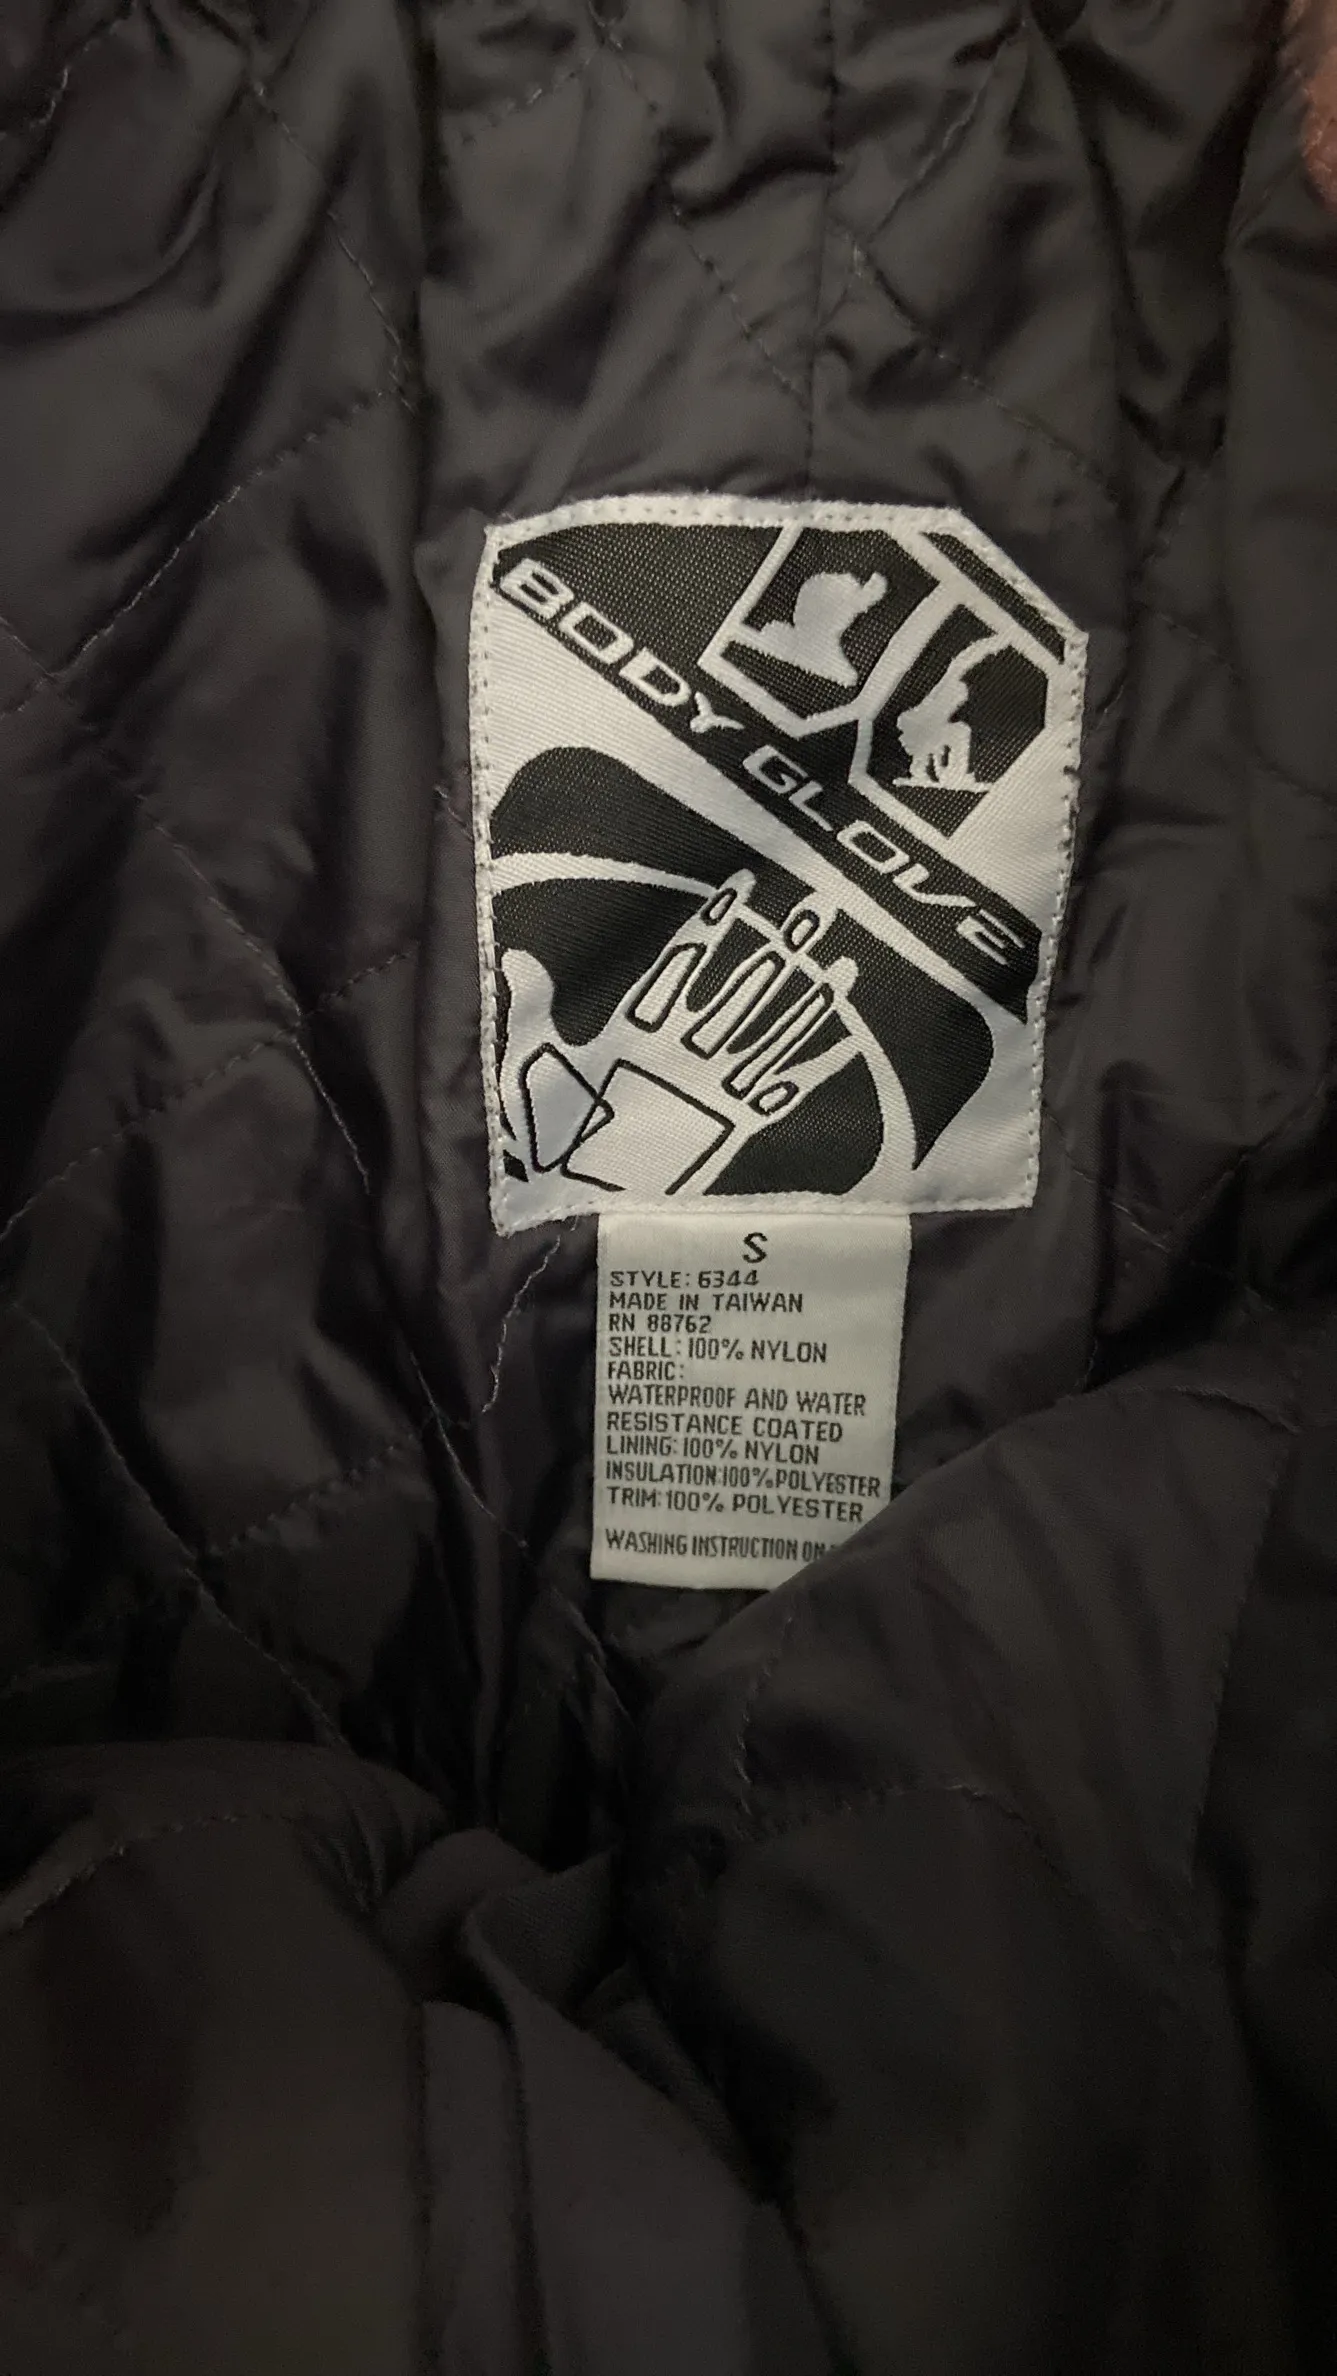 BODY GLOVE
S
STYLE: 6344
MADE IN TAIWAN
RN 88762
SHELL: 100% NYLON
FABRIC:
WATERPROOF AND WATER
RESISTANCE COATED
LINING: 100% NYLON
INSULATION: 100% POLYESTER
TRIM: 100% POLYESTER
WASHING INSTRUCTION ON